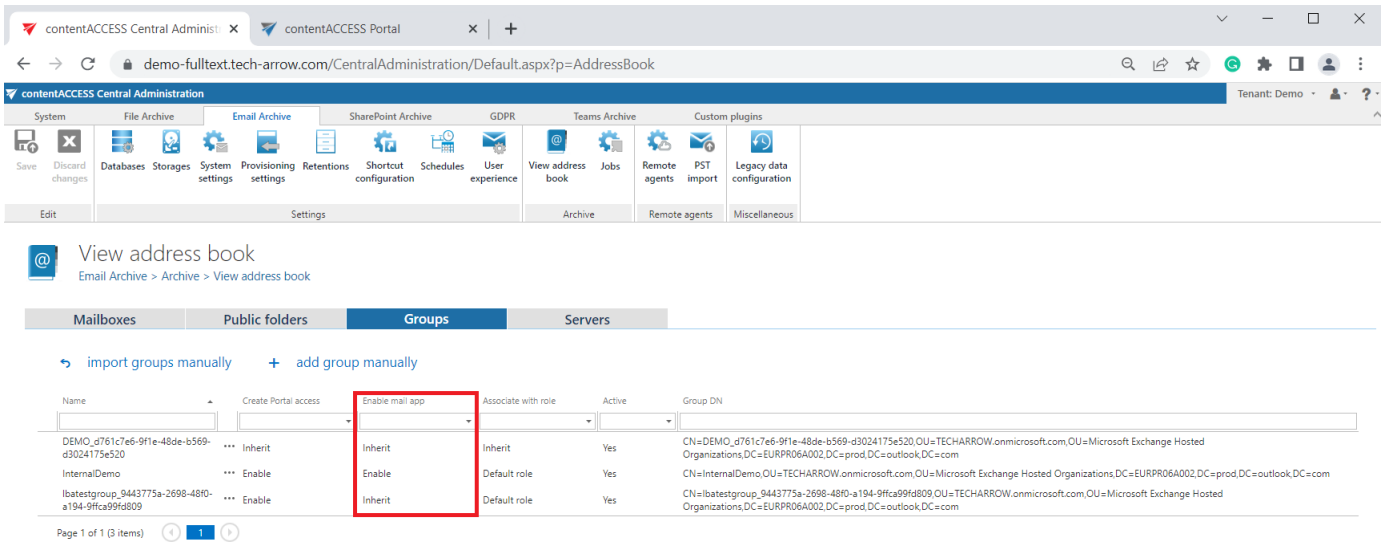 contentACCESS Central Administ
contentACCESS Portal
demo-fulltext.tech-arrow.com/CentralAdministration/Default.aspx?p=AddressBook
contentACCESS Central Administration
Tenant: Demo
System File Archive Email Archive SharePoint Archive GDPR Teams Archive Custom plugins
Save Discard changes Databases Storages System settings Provisioning settings Retentions Shortcut configuration Schedules User experience View address book Jobs Remote agents PST import Legacy data configuration
Edit Settings Archive Remote agents Miscellaneous
View address book
Email Archive > Archive > View address book
Mailboxes Public folders Groups Servers
import groups manually + add group manually
Name Create Portal access Enable mail app Associate with role Active Group DN
DEMO_d761c7e6-9f1e-48de-b569-d3024175e520 ... Inherit Inherit Inherit Yes CN=DEMO_d761c7e6-9f1e-48de-b569-d3024175e520,OU=TECHARROW.onmicrosoft.com,OU=Microsoft Exchange Hosted Organizations,DC=EURPR06A002,DC=prod,DC=outlook,DC=com
InternalDemo ... Enable Enable Default role Yes CN=InternalDemo,OU=TECHARROW.onmicrosoft.com,OU=Microsoft Exchange Hosted Organizations,DC=EURPR06A002,DC=prod,DC=outlook,DC=com
lbatestgroup_9443775a-2698-48f0-a194-9ffca99fd809 ... Enable Inherit Default role Yes CN=lbatestgroup_9443775a-2698-48f0-a194-9ffca99fd809,OU=TECHARROW.onmicrosoft.com,OU=Microsoft Exchange Hosted Organizations,DC=EURPR06A002,DC=prod,DC=outlook,DC=com
Page 1 of 1 (3 items) 1